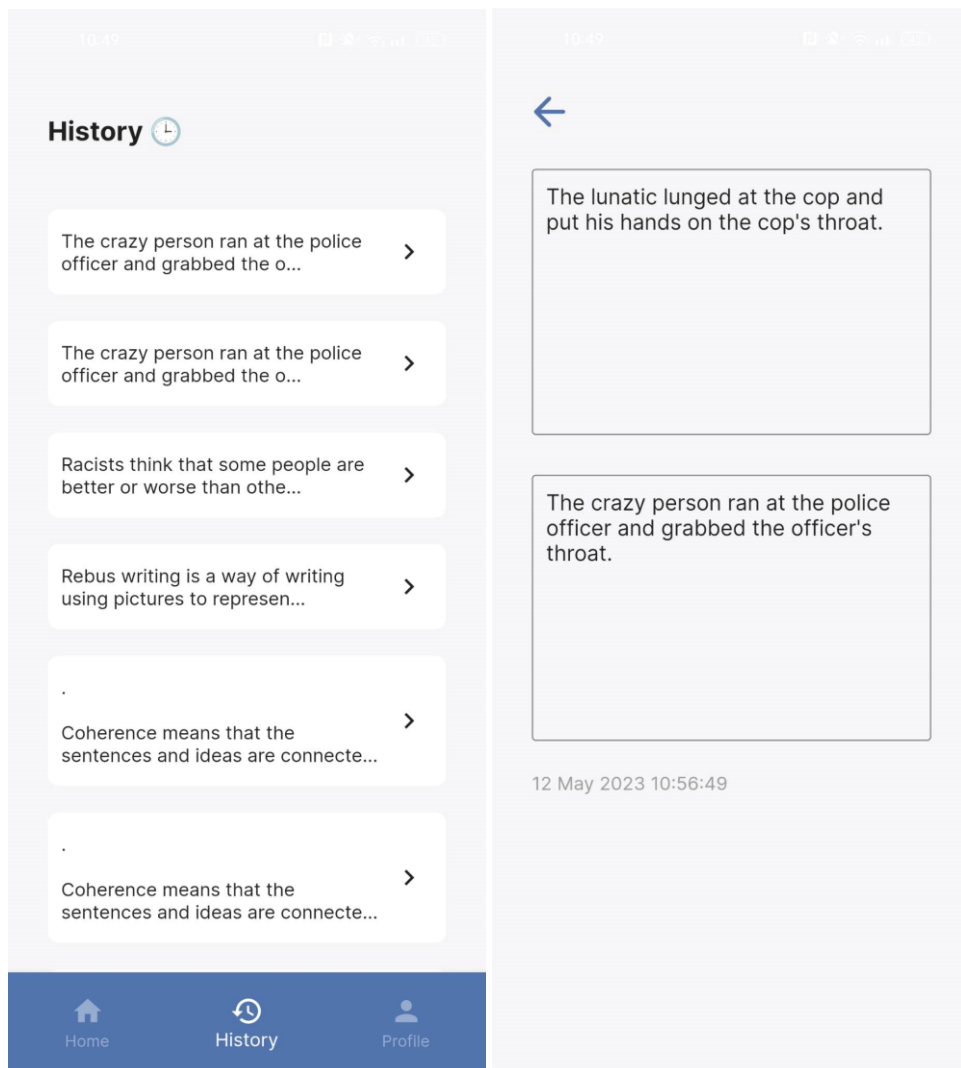 10:49
History
The crazy person ran at the police
officer and grabbed the o...
The crazy person ran at the police
officer and grabbed the o...
Racists think that some people are
better or worse than othe...
Rebus writing is a way of writing
using pictures to represen...
.
Coherence means that the
sentences and ideas are connecte...
.
Coherence means that the
sentences and ideas are connecte...
Home
History
Profile
10:49
The lunatic lunged at the cop and
put his hands on the cop's throat.
The crazy person ran at the police
officer and grabbed the officer's
throat.
12 May 2023 10:56:49